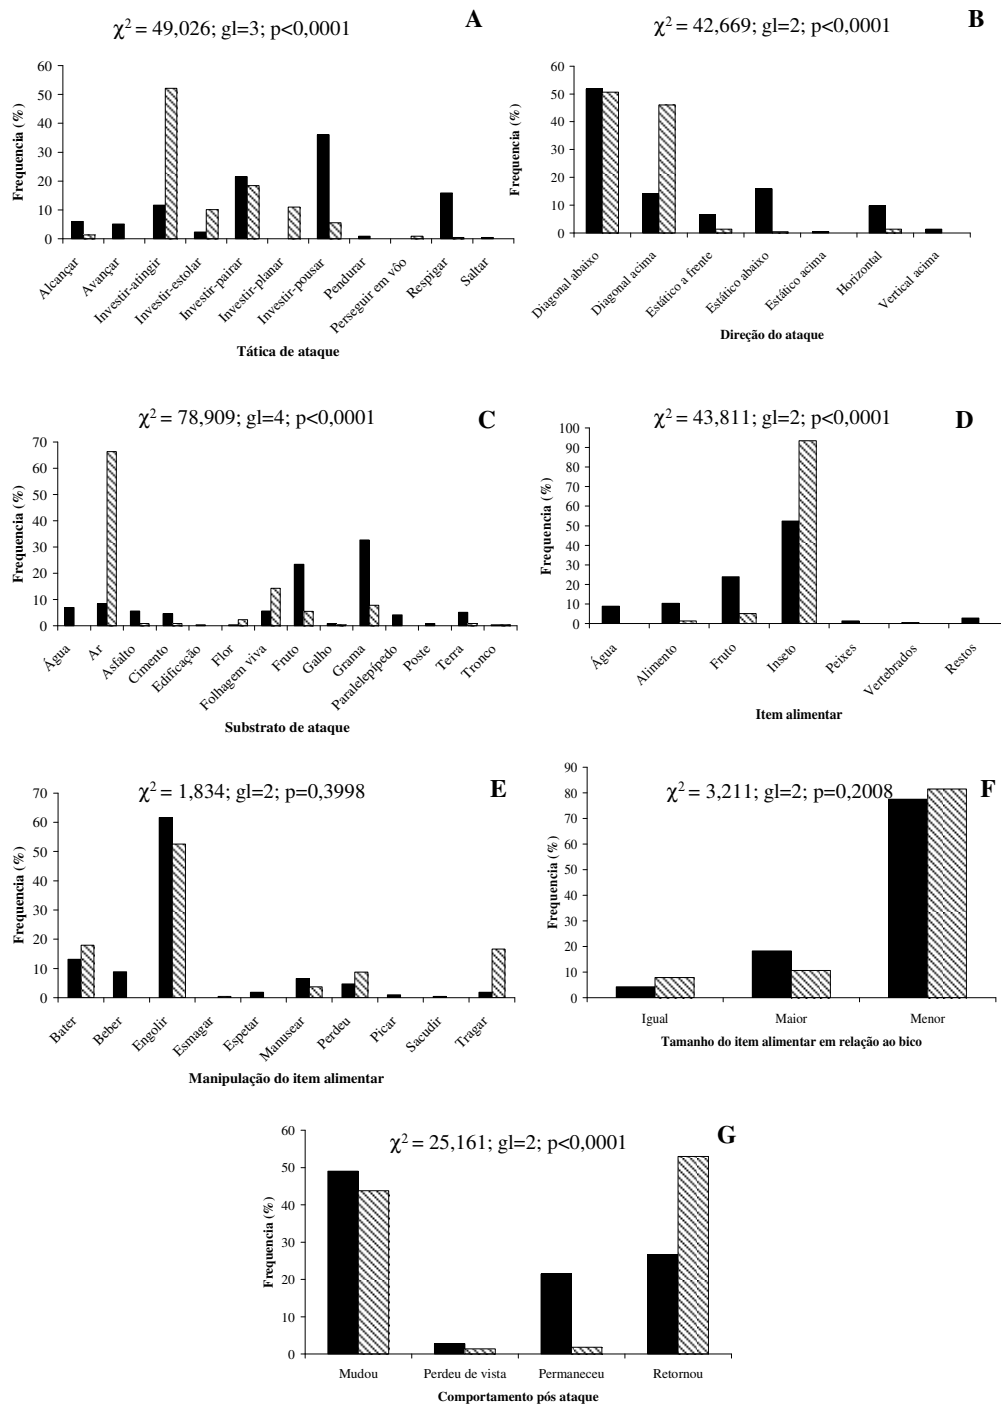 A
χ² = 49,026; gl=3; p<0,0001
Frequencia (%)
60
50
40
30
20
10
0
Alcançar
Avançar
Investir-atingir
Investir-estolar
Investir-pairar
Investir-planar
Investir-pousar
Pendurar
Perseguir em vôo
Respigar
Saltar
Tática de ataque
B
χ² = 42,669; gl=2; p<0,0001
Frequencia (%)
60
50
40
30
20
10
0
Diagonal abaixo
Diagonal acima
Estático a frente
Estático abaixo
Estático acima
Horizontal
Vertical acima
Direção do ataque
C
χ² = 78,909; gl=4; p<0,0001
Frequencia (%)
70
60
50
40
30
20
10
0
Água
Ar
Asfalto
Cimento
Edificação
Flor
Folhagem viva
Fruto
Galho
Grama
Paralelepípedo
Poste
Terra
Tronco
Substrato de ataque
D
χ² = 43,811; gl=2; p<0,0001
Frequencia (%)
100
90
80
70
60
50
40
30
20
10
0
Água
Alimento
Fruto
Inseto
Peixes
Vertebrados
Restos
Item alimentar
E
χ² = 1,834; gl=2; p=0,3998
Frequencia (%)
70
60
50
40
30
20
10
0
Bater
Beber
Engolir
Esmagar
Espetar
Manusear
Perdeu
Picar
Sacudir
Tragar
Manipulação do item alimentar
F
χ² = 3,211; gl=2; p=0,2008
Frequencia (%)
90
80
70
60
50
40
30
20
10
0
Igual
Maior
Menor
Tamanho do item alimentar em relação ao bico
G
χ² = 25,161; gl=2; p<0,0001
Frequencia (%)
60
50
40
30
20
10
0
Mudou
Perdeu de vista
Permaneceu
Retornou
Comportamento pós ataque